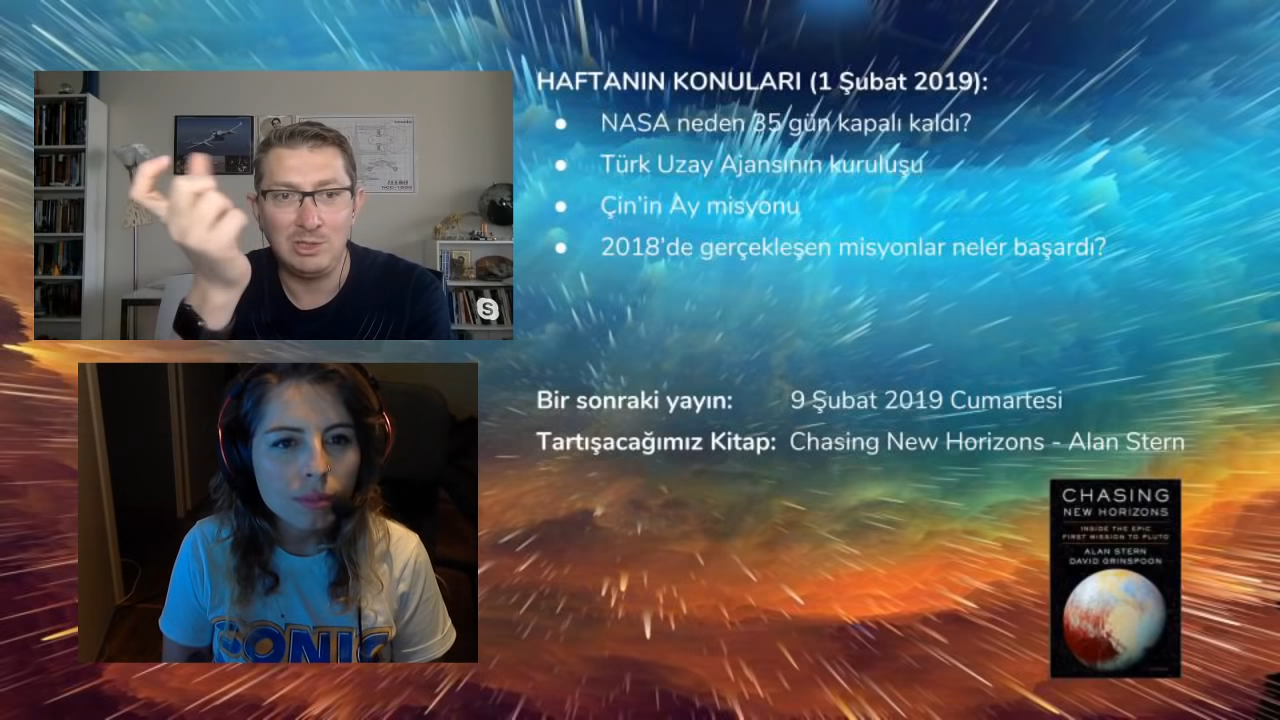 HAFTANIN KONULARI (1 Şubat 2019):
● NASA neden 35 gün kapalı kaldı?
● Türk Uzay Ajansının kuruluşu
● Çin'in Ay misyonu
● 2018'de gerçekleşen misyonlar neler başardı?
Bir sonraki yayın: 9 Şubat 2019 Cumartesi
Tartışacağımız Kitap: Chasing New Horizons - Alan Stern
CHASING
NEW HORIZONS
INSIDE THE EPIC
FIRST MISSION TO PLUTO
ALAN STERN
DAVID GRINSPOON
S
SONIC